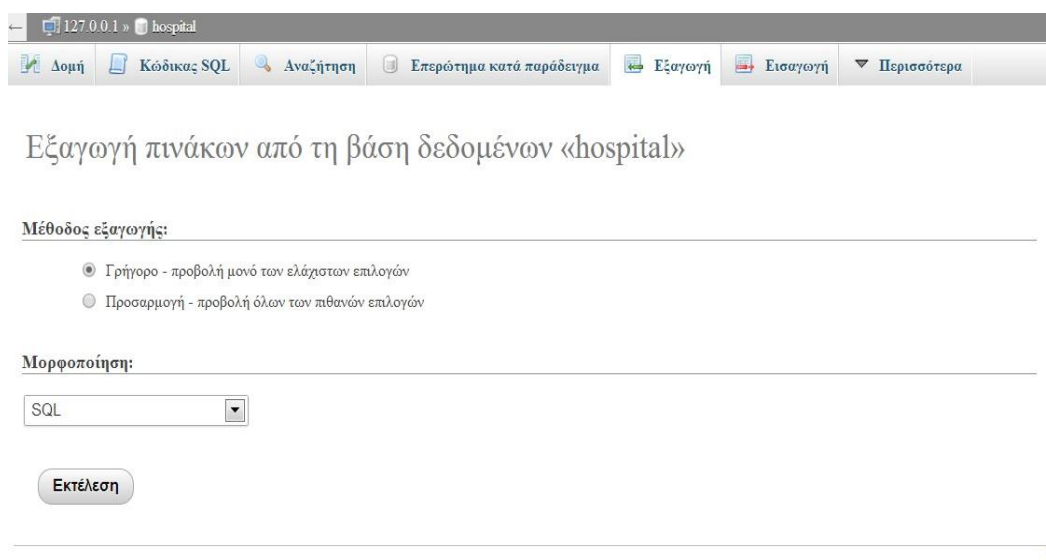 ← 127.0.0.1 » hospital
Δομή Κώδικας SQL Αναζήτηση Επερώτημα κατά παράδειγμα Εξαγωγή Εισαγωγή Περισσότερα
Εξαγωγή πινάκων από τη βάση δεδομένων «hospital»
Μέθοδος εξαγωγής:
Γρήγορο - προβολή μονό των ελάχιστων επιλογών
Προσαρμογή - προβολή όλων των πιθανών επιλογών
Μορφοποίηση:
SQL
Εκτέλεση